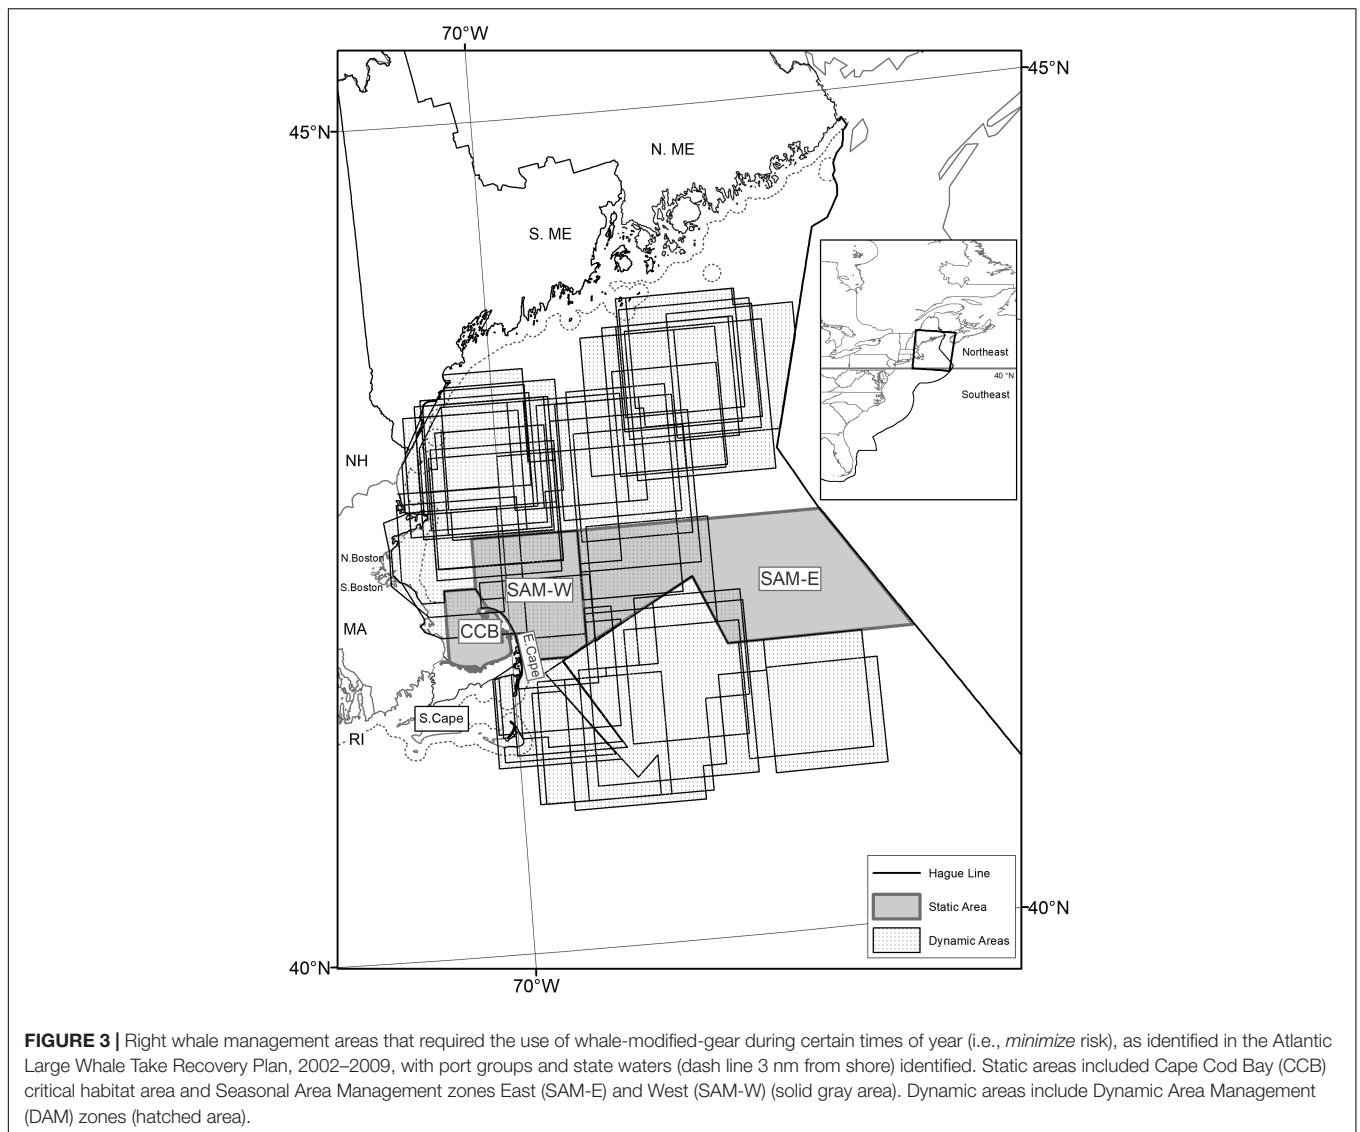 70°W
45°N
45°N
N. ME
S. ME
Northeast
40 °N
Southeast
NH
N.Boston
S.Boston
SAM-W
SAM-E
MA
CCB
E.Cape
S.Cape
RI
Hague Line
Static Area
Dynamic Areas
40°N
40°N
70°W
FIGURE 3 | Right whale management areas that required the use of whale-modified-gear during certain times of year (i.e., minimize risk), as identified in the Atlantic
Large Whale Take Recovery Plan, 2002–2009, with port groups and state waters (dash line 3 nm from shore) identified. Static areas included Cape Cod Bay (CCB)
critical habitat area and Seasonal Area Management zones East (SAM-E) and West (SAM-W) (solid gray area). Dynamic areas include Dynamic Area Management
(DAM) zones (hatched area).